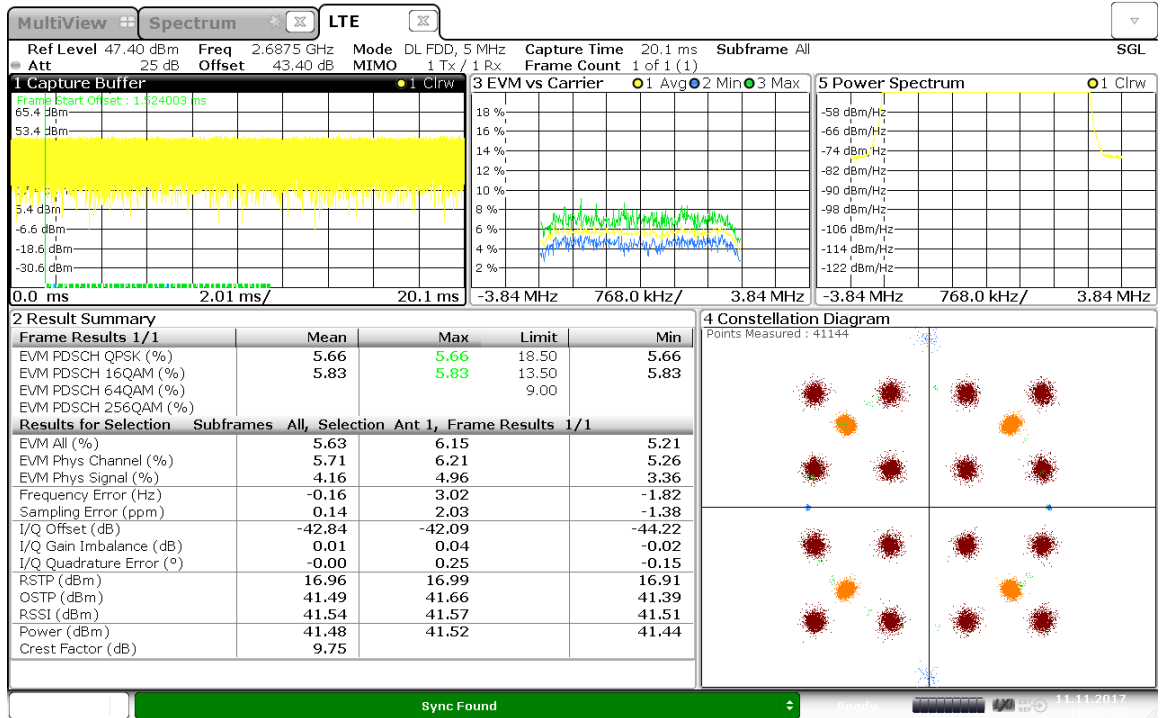 MultiView Spectrum LTE
Ref Level 47.40 dBm Freq 2.6875 GHz Mode DL FDD, 5 MHz Capture Time 20.1 ms Subframe All SGL
Att 25 dB Offset 43.40 dB MIMO 1 Tx / 1 Rx Frame Count 1 of 1 (1)
1 Capture Buffer 1 Clrw
Frame Start Offset : 1.524003 ms
65.4 dBm
53.4 dBm
5.4 dBm
-6.6 dBm
-18.6 dBm
-30.6 dBm
0.0 ms 2.01 ms/ 20.1 ms
3 EVM vs Carrier 1 Avg 2 Min 3 Max
18 %
16 %
14 %
12 %
10 %
8 %
6 %
4 %
2 %
-3.84 MHz 768.0 kHz/ 3.84 MHz
5 Power Spectrum 1 Clrw
-58 dBm/Hz
-66 dBm/Hz
-74 dBm/Hz
-82 dBm/Hz
-90 dBm/Hz
-98 dBm/Hz
-106 dBm/Hz
-114 dBm/Hz
-122 dBm/Hz
-3.84 MHz 768.0 kHz/ 3.84 MHz
2 Result Summary
Frame Results 1/1 Mean Max Limit Min
EVM PDSCH QPSK (%) 5.66 5.66 18.50 5.66
EVM PDSCH 16QAM (%) 5.83 5.83 13.50 5.83
EVM PDSCH 64QAM (%) 9.00
EVM PDSCH 256QAM (%)
Results for Selection Subframes All, Selection Ant 1, Frame Results 1/1
EVM All (%) 5.63 6.15 5.21
EVM Phys Channel (%) 5.71 6.21 5.26
EVM Phys Signal (%) 4.16 4.96 3.36
Frequency Error (Hz) -0.16 3.02 -1.82
Sampling Error (ppm) 0.14 2.03 -1.38
I/Q Offset (dB) -42.84 -42.09 -44.22
I/Q Gain Imbalance (dB) 0.01 0.04 -0.02
I/Q Quadrature Error (°) -0.00 0.25 -0.15
RSTP (dBm) 16.96 16.99 16.91
OSTP (dBm) 41.49 41.66 41.39
RSSI (dBm) 41.54 41.57 41.51
Power (dBm) 41.48 41.52 41.44
Crest Factor (dB) 9.75
4 Constellation Diagram
Points Measured : 41144
Sync Found
Ready
LXI
11.11.2017